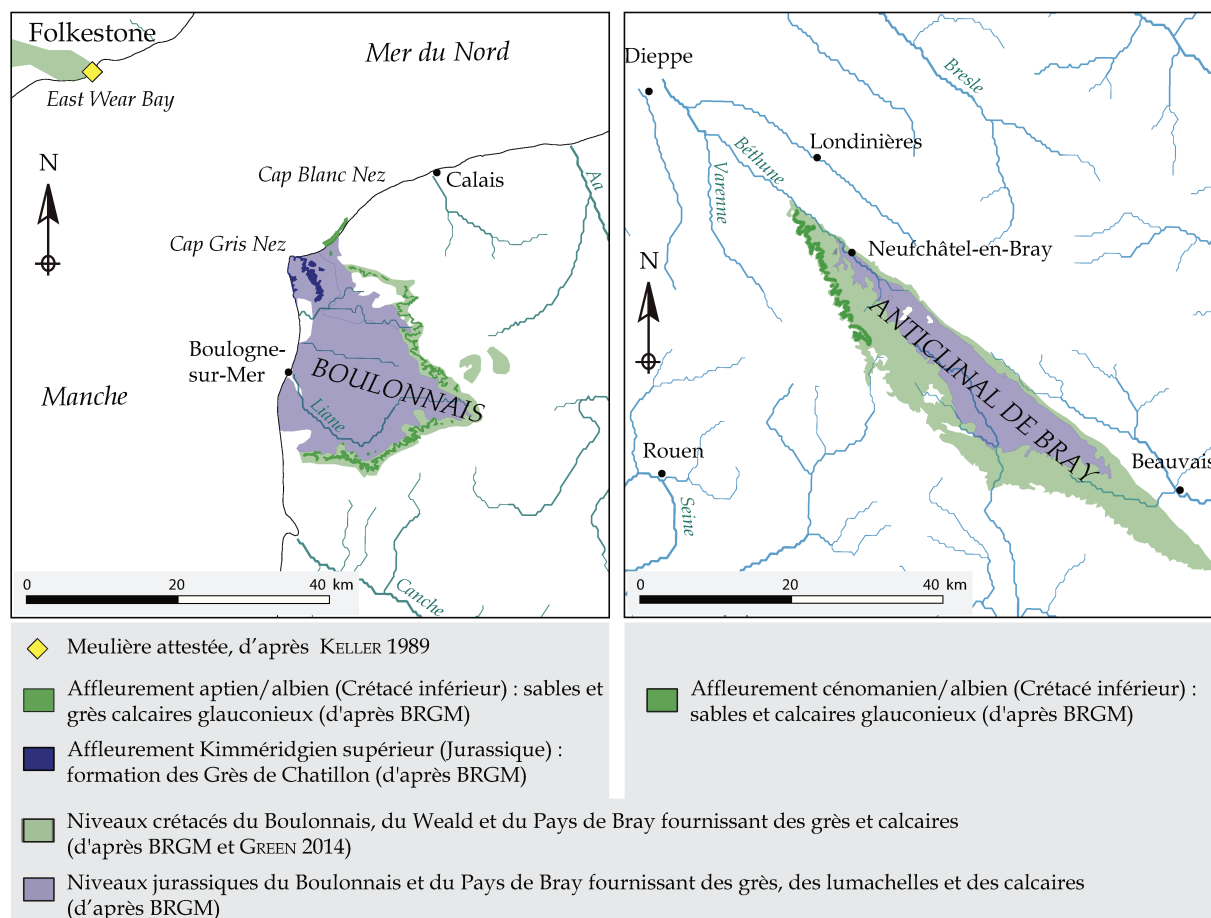 Folkestone
Mer du Nord
East Wear Bay
N
Cap Blanc Nez
Calais
Aa
Cap Gris Nez
Boulogne-
sur-Mer
BOULONNAIS
Liane
Manche
Canche
0 20 40 km
Dieppe
Bresle
Londinières
Béthune
Varenne
Neufchâtel-en-Bray
N
ANTICLINAL DE BRAY
Rouen
Beauvais
Seine
0 20 40 km
Meulière attestée, d'après KELLER 1989
Affleurement aptien/albien (Crétacé inférieur) : sables et
grès calcaires glauconieux (d'après BRGM)
Affleurement Kimméridgien supérieur (Jurassique) :
formation des Grès de Chatillon (d'après BRGM)
Affleurement cénomanien/albien (Crétacé inférieur) :
sables et calcaires glauconieux (d'après BRGM)
Niveaux crétacés du Boulonnais, du Weald et du Pays de Bray fournissant des grès et calcaires
(d'après BRGM et GREEN 2014)
Niveaux jurassiques du Boulonnais et du Pays de Bray fournissant des grès, des lumachelles et des calcaires
(d'après BRGM)